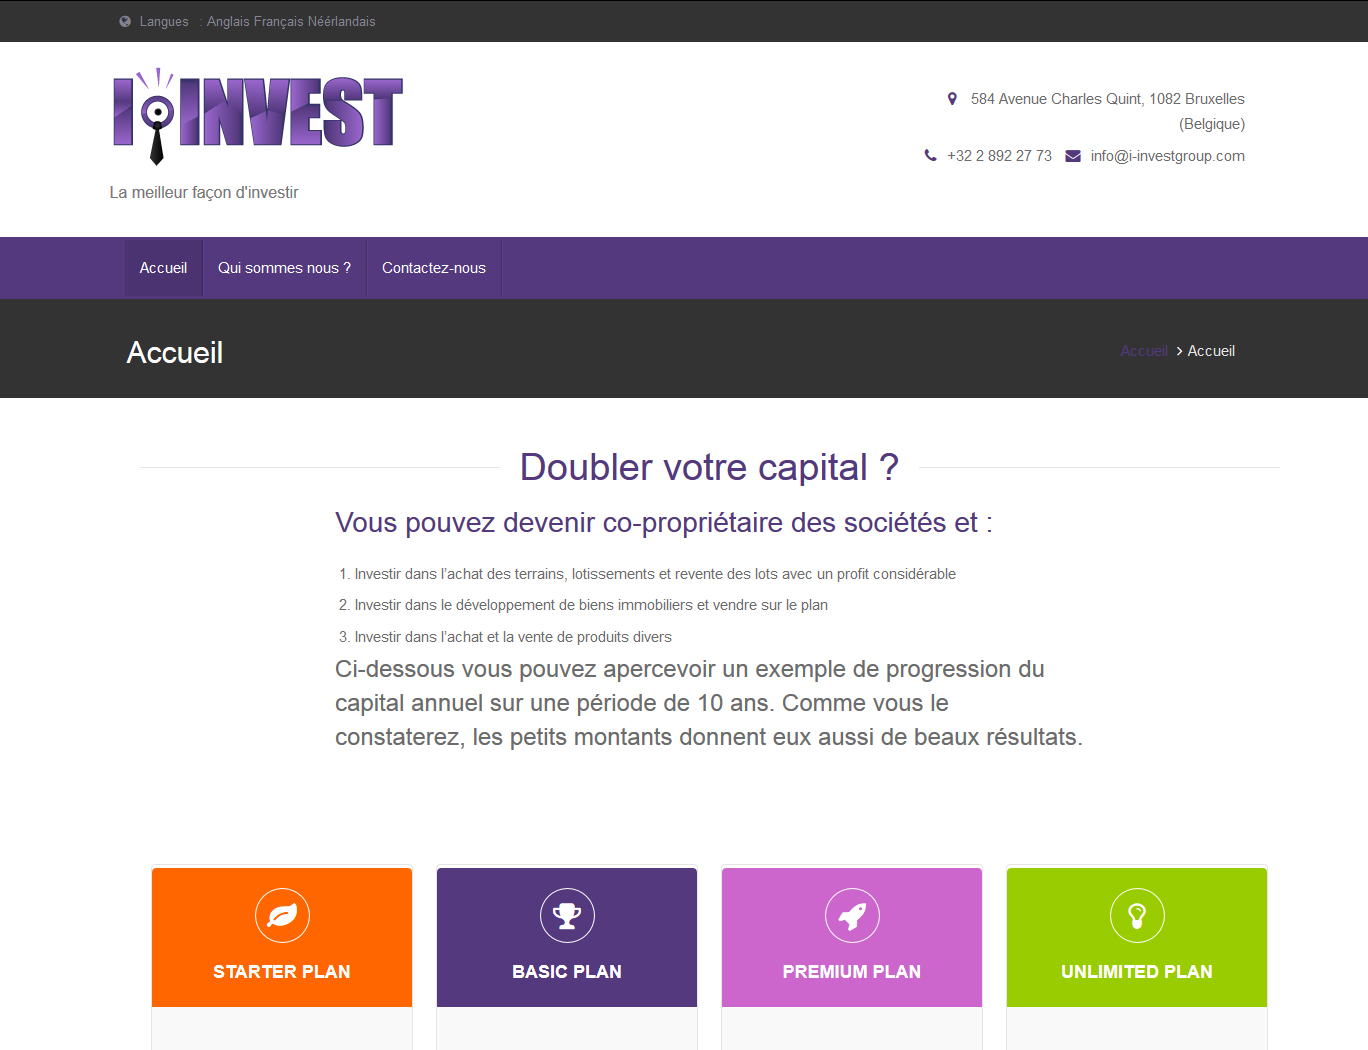 Langues : Anglais Français Néérlandais
I INVEST
La meilleur façon d'investir
584 Avenue Charles Quint, 1082 Bruxelles
(Belgique)
+32 2 892 27 73 info@i-investgroup.com
Accueil Qui sommes nous ? Contactez-nous
Accueil
Accueil > Accueil
Doubler votre capital ?
Vous pouvez devenir co-propriétaire des sociétés et :
1. Investir dans l'achat des terrains, lotissements et revente des lots avec un profit considérable
2. Investir dans le développement de biens immobiliers et vendre sur le plan
3. Investir dans l'achat et la vente de produits divers
Ci-dessous vous pouvez apercevoir un exemple de progression du
capital annuel sur une période de 10 ans. Comme vous le
constaterez, les petits montants donnent eux aussi de beaux résultats.
STARTER PLAN
BASIC PLAN
PREMIUM PLAN
UNLIMITED PLAN